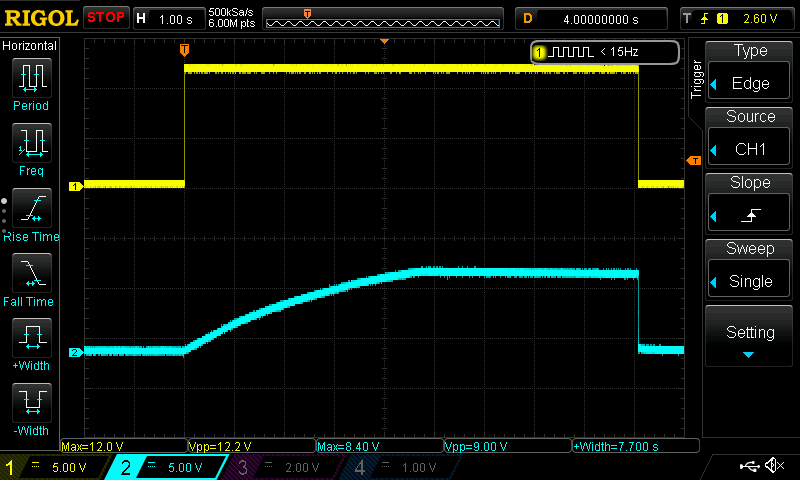 RIGOL STOP H 1.00 s 500kSa/s 6.00M pts T D 4.00000000 s T 1 2.60 V
Horizontal
Period
Freq
Rise Time
Fall Time
+Width
-Width
T
1 < 15Hz
1
2
T
Trigger
Type
Edge
Source
CH1
Slope
Sweep
Single
Setting
Max=12.0 V Vpp=12.2 V Max=8.40 V Vpp=9.00 V +Width=7.700 s
1 5.00 V 2 5.00 V 3 2.00 V 4 1.00 V